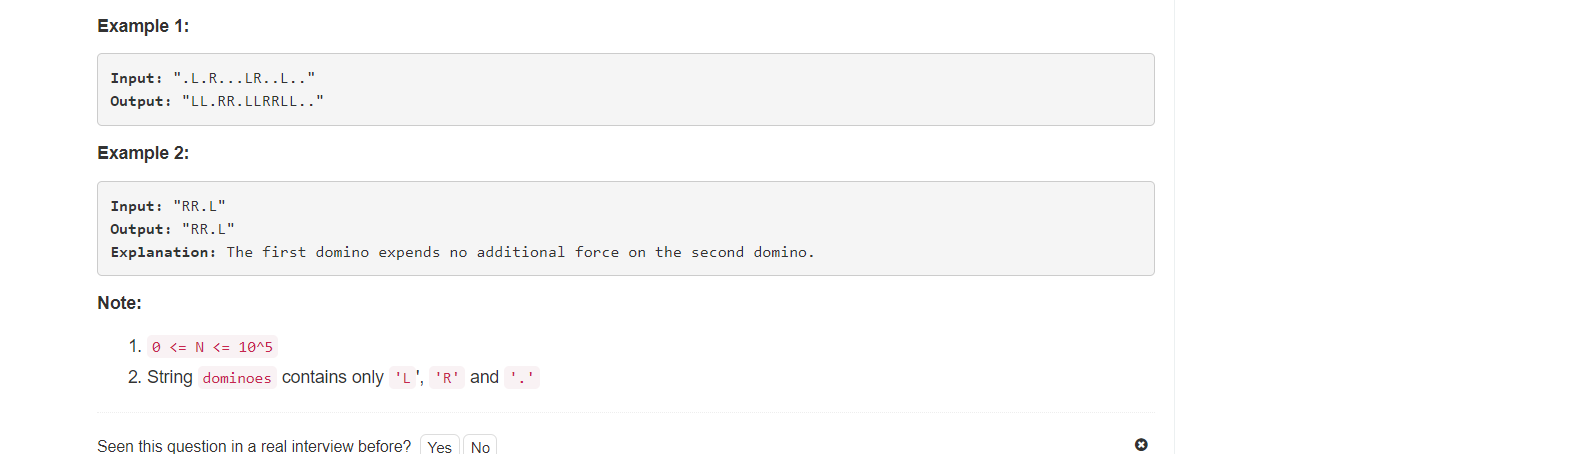 Example 1:
Input: ".L.R...LR..L.."
Output: "LL.RR.LLRRLL.."
Example 2:
Input: "RR.L"
Output: "RR.L"
Explanation: The first domino expends no additional force on the second domino.
Note:
1. 0 <= N <= 10^5
2. String dominoes contains only 'L', 'R' and '.'
Seen this question in a real interview before? Yes No